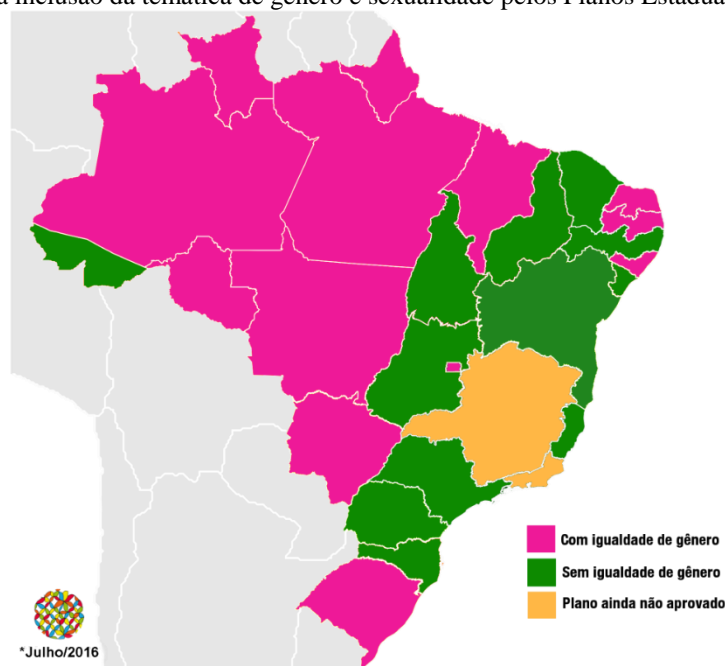 a inclusão da temática de gênero e sexualidade pelos Planos Estadua
Com igualdade de gênero
Sem igualdade de gênero
Plano ainda não aprovado
*Julho/2016